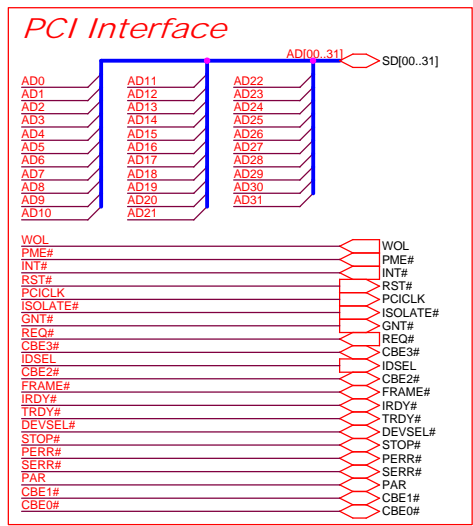 PCI Interface
AD[00..31] SD[00..31]
AD0 AD11 AD22
AD1 AD12 AD23
AD2 AD13 AD24
AD3 AD14 AD25
AD4 AD15 AD26
AD5 AD16 AD27
AD6 AD17 AD28
AD7 AD18 AD29
AD8 AD19 AD30
AD9 AD20 AD31
AD10 AD21
WOL WOL
PME# PME#
INT# INT#
RST# RST#
PCICLK PCICLK
ISOLATE# ISOLATE#
GNT# GNT#
REQ# REQ#
CBE3# CBE3#
IDSEL IDSEL
CBE2# CBE2#
FRAME# FRAME#
IRDY# IRDY#
TRDY# TRDY#
DEVSEL# DEVSEL#
STOP# STOP#
PERR# PERR#
SERR# SERR#
PAR PAR
CBE1# CBE1#
CBE0# CBE0#